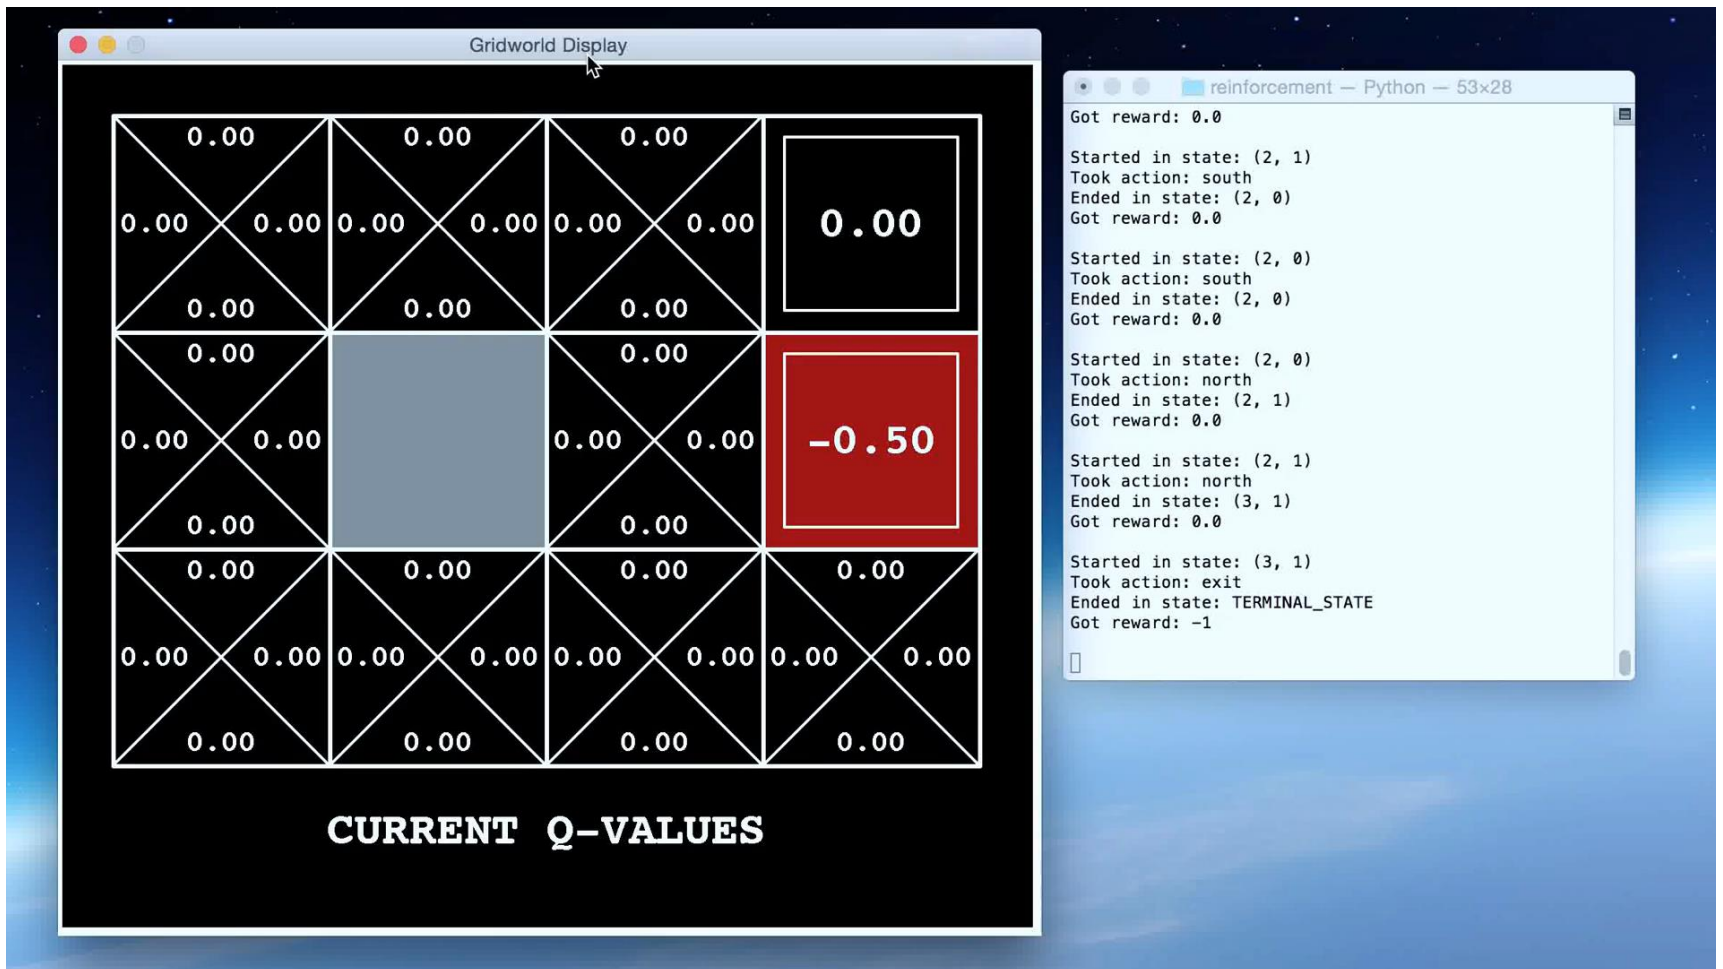 Gridworld Display
0.00 0.00 0.00
0.00 0.00 0.00 0.00 0.00 0.00 0.00
0.00 0.00 0.00
0.00 0.00
0.00 0.00 0.00 0.00 -0.50
0.00 0.00
0.00 0.00 0.00 0.00
0.00 0.00 0.00 0.00 0.00 0.00 0.00 0.00
0.00 0.00 0.00 0.00
CURRENT Q-VALUES
reinforcement — Python — 53×28
Got reward: 0.0
Started in state: (2, 1)
Took action: south
Ended in state: (2, 0)
Got reward: 0.0
Started in state: (2, 0)
Took action: south
Ended in state: (2, 0)
Got reward: 0.0
Started in state: (2, 0)
Took action: north
Ended in state: (2, 1)
Got reward: 0.0
Started in state: (2, 1)
Took action: north
Ended in state: (3, 1)
Got reward: 0.0
Started in state: (3, 1)
Took action: exit
Ended in state: TERMINAL_STATE
Got reward: -1